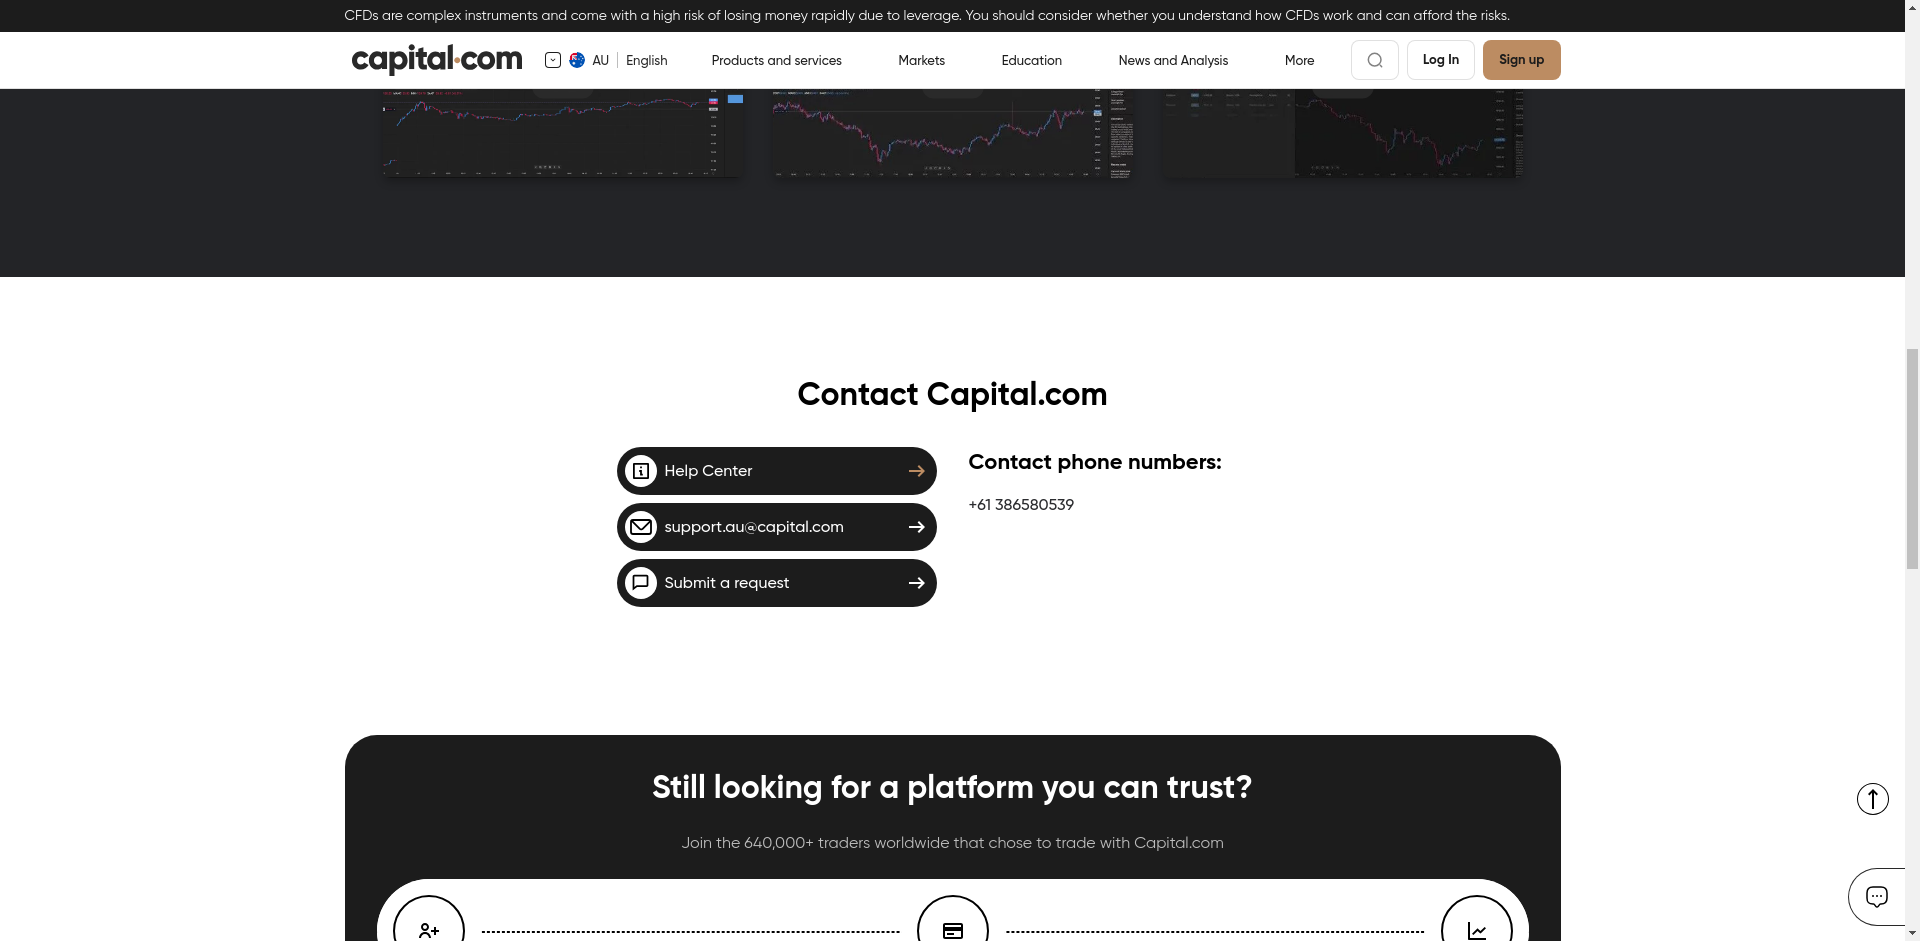 CFDs are complex instruments and come with a high risk of losing money rapidly due to leverage. You should consider whether you understand how CFDs work and can afford the risks.
capital.com
AU | English
Products and services
Markets
Education
News and Analysis
More
Log In
Sign up
Contact Capital.com
Help Center
support.au@capital.com
Submit a request
Contact phone numbers:
+61 386580539
Still looking for a platform you can trust?
Join the 640,000+ traders worldwide that chose to trade with Capital.com